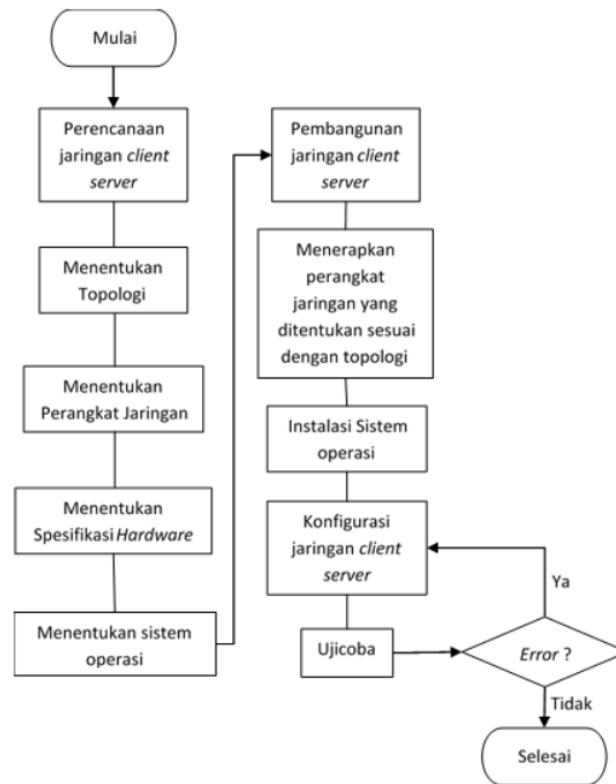 Mulai
Perencanaan
jaringan client
server
Menentukan
Topologi
Menentukan
Perangkat Jaringan
Menentukan
Spesifikasi Hardware
Menentukan sistem
operasi
Pembangunan
jaringan client
server
Menerapkan
perangkat
jaringan yang
ditentukan sesuai
dengan topologi
Instalasi Sistem
operasi
Konfigurasi
jaringan client
server
Ujicoba
Error ?
Ya
Tidak
Selesai